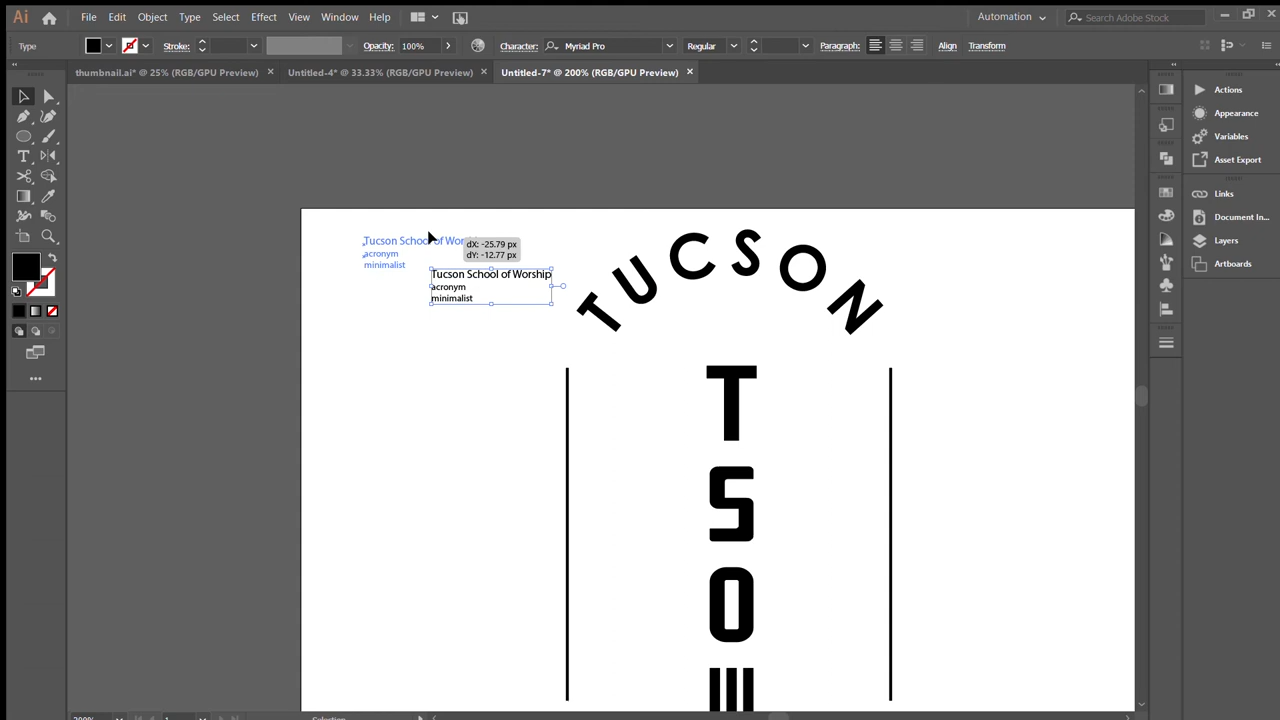 Ai File Edit Object Type Select Effect View Window Help Automation Search Adobe Stock
Type Stroke: Opacity: 100% Character: Myriad Pro Regular Paragraph: Align Transform
thumbnail.ai* @ 25% (RGB/GPU Preview) Untitled-4* @ 33.33% (RGB/GPU Preview) Untitled-7* @ 200% (RGB/GPU Preview)
Actions
Appearance
Variables
Asset Export
Links
Document In...
Layers
Artboards
Tucson School of Wor
acronym
minimalist
dX: -25.79 px
dY: -12.77 px
Tucson School of Worship
acronym
minimalist
TUCSON
T
S
O
200% 1 Selection